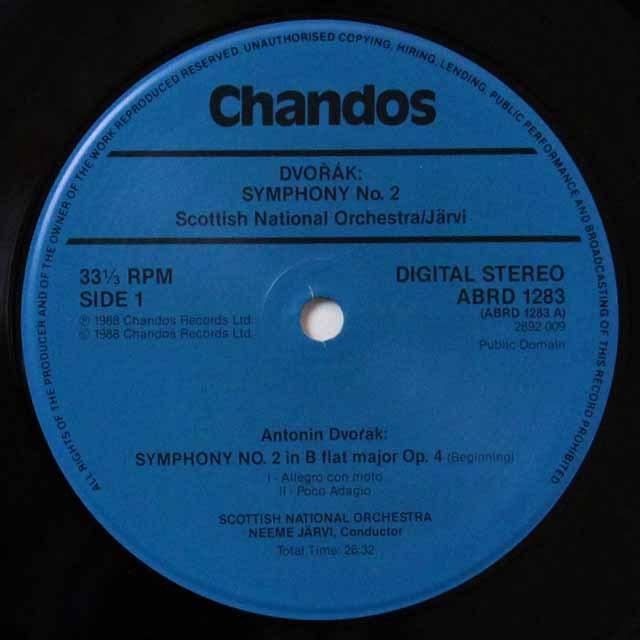 ALL RIGHTS OF THE PRODUCER AND OF THE OWNER OF THE WORK REPRODUCED RESERVED. UNAUTHORISED COPYING, HIRING, LENDING, PUBLIC PERFORMANCE AND BROADCASTING OF THIS RECORD PROHIBITED
Chandos
DVOŘÁK:
SYMPHONY No. 2
Scottish National Orchestra/Järvi
33⅓ RPM
SIDE 1
℗ 1988 Chandos Records Ltd.
© 1988 Chandos Records Ltd.
DIGITAL STEREO
ABRD 1283
(ABRD 1283 A)
2892 009
Public Domain
Antonin Dvořak:
SYMPHONY NO. 2 in B flat major Op. 4 (Beginning)
I - Allegro con moto
II - Poco Adagio
SCOTTISH NATIONAL ORCHESTRA
NEEME JÄRVI, Conductor
Total Time: 26:32